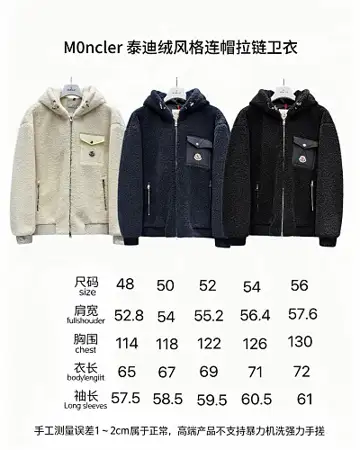 M0ncler 泰迪绒风格连帽拉链卫衣
尺码 48 50 52 54 56
size
肩宽 52.8 54 55.2 56.4 57.6
fullshouder
胸围 114 118 122 126 130
chest
衣长 65 67 69 71 72
bodylengiit
袖长 57.5 58.5 59.5 60.5 61
Long sleeves
手工测量误差1~2cm属于正常，高端产品不支持暴力机洗强力手搓